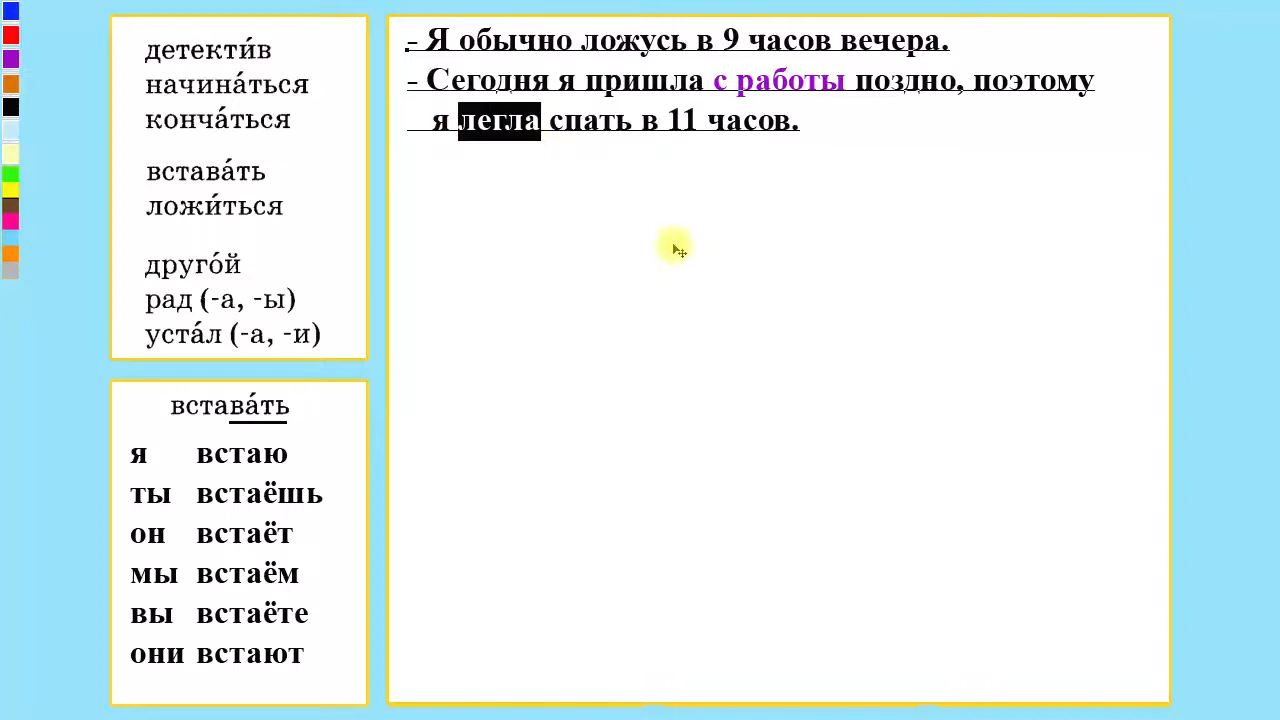 детекти́в
начина́ться
конча́ться
встава́ть
ложи́ться
друго́й
рад (-а, -ы)
уста́л (-а, -и)
встава́ть
я встаю
ты встаёшь
он встаёт
мы встаём
вы встаёте
они встают
- Я обычно ложусь в 9 часов вечера.
- Сегодня я пришла с работы поздно, поэтому
я легла спать в 11 часов.